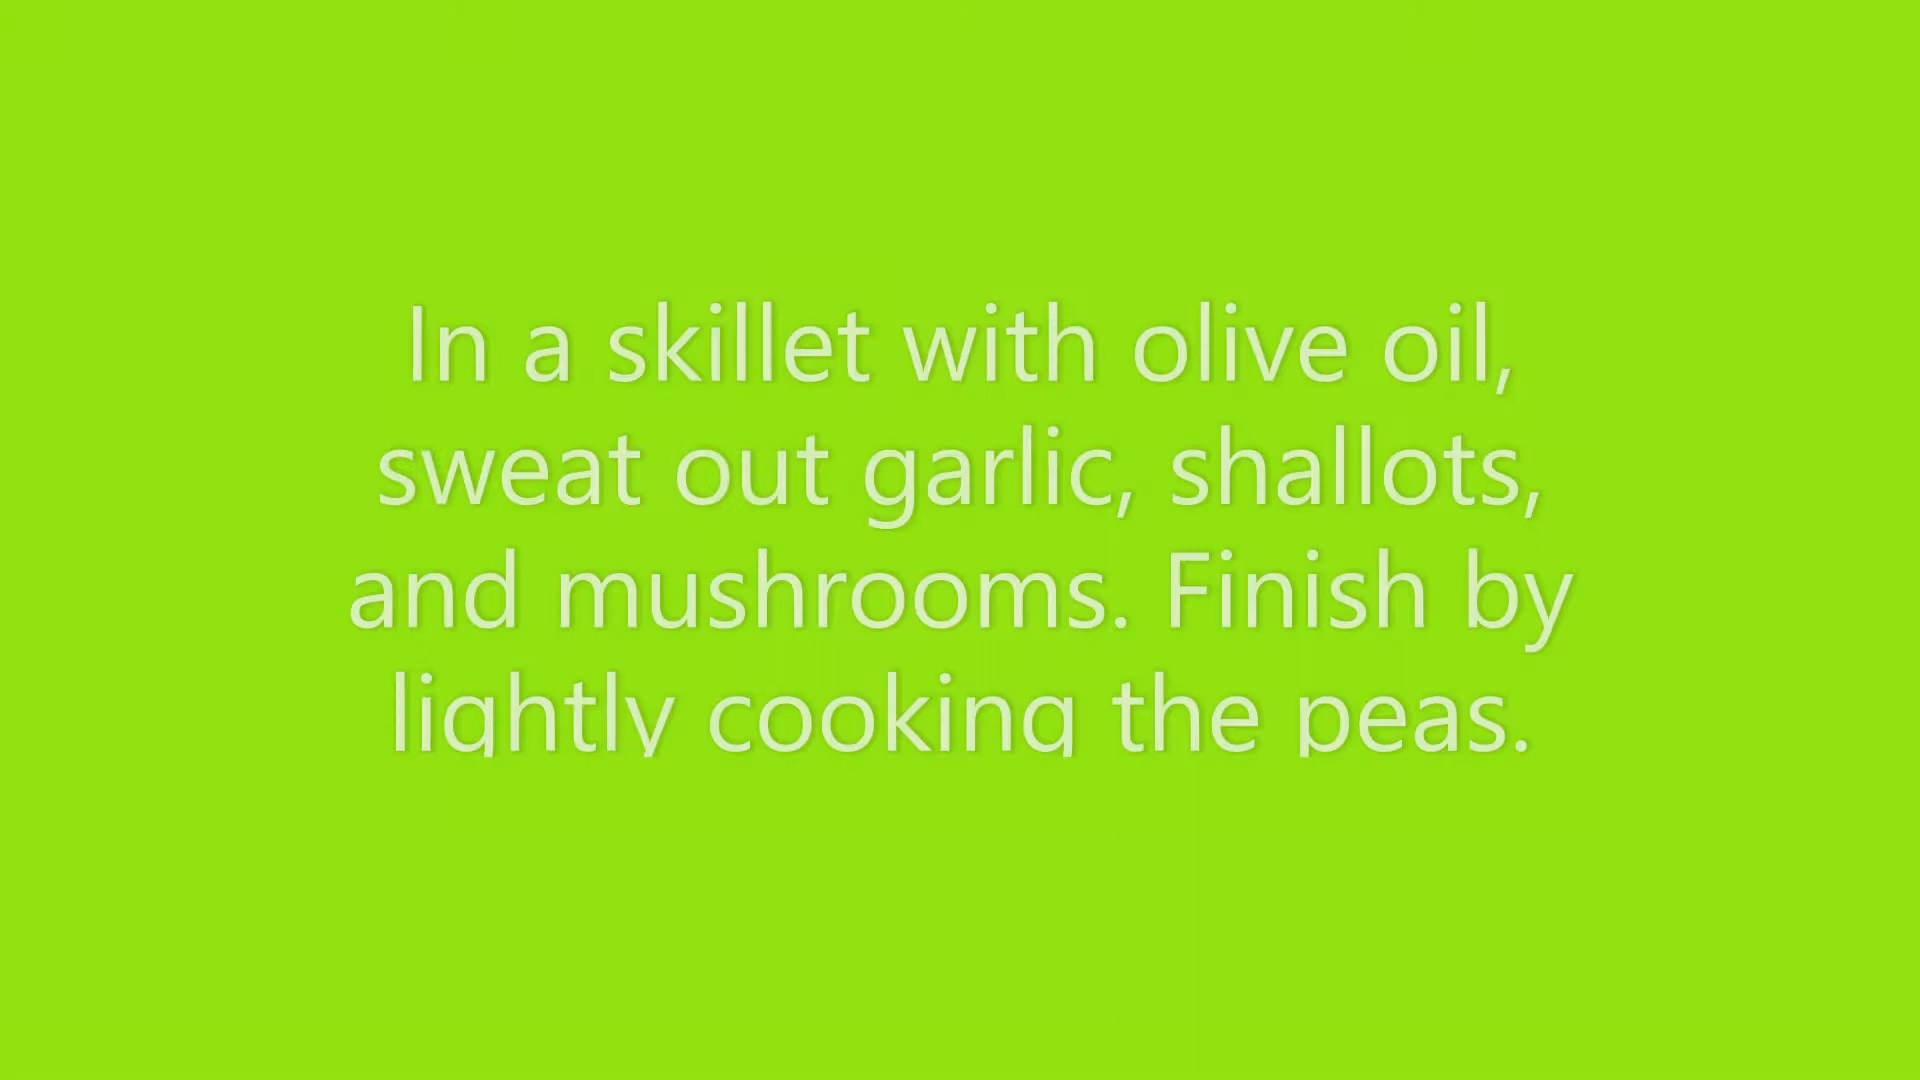 In a skillet with olive oil,
sweat out garlic, shallots,
and mushrooms. Finish by
lightly cooking the peas.